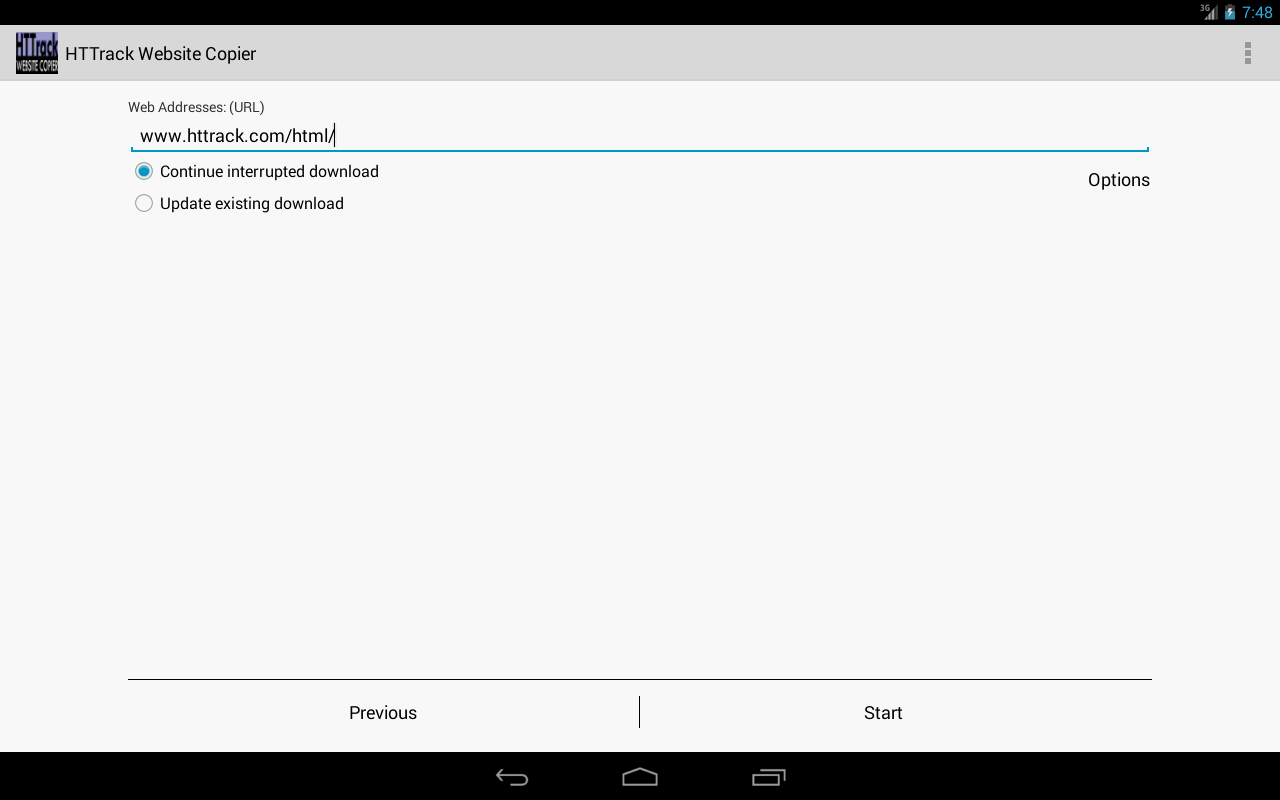 3G 7:48
HTTrack
WEBSITE COPIER
HTTrack Website Copier
Web Addresses: (URL)
www.httrack.com/html/
Continue interrupted download
Options
Update existing download
Previous
Start